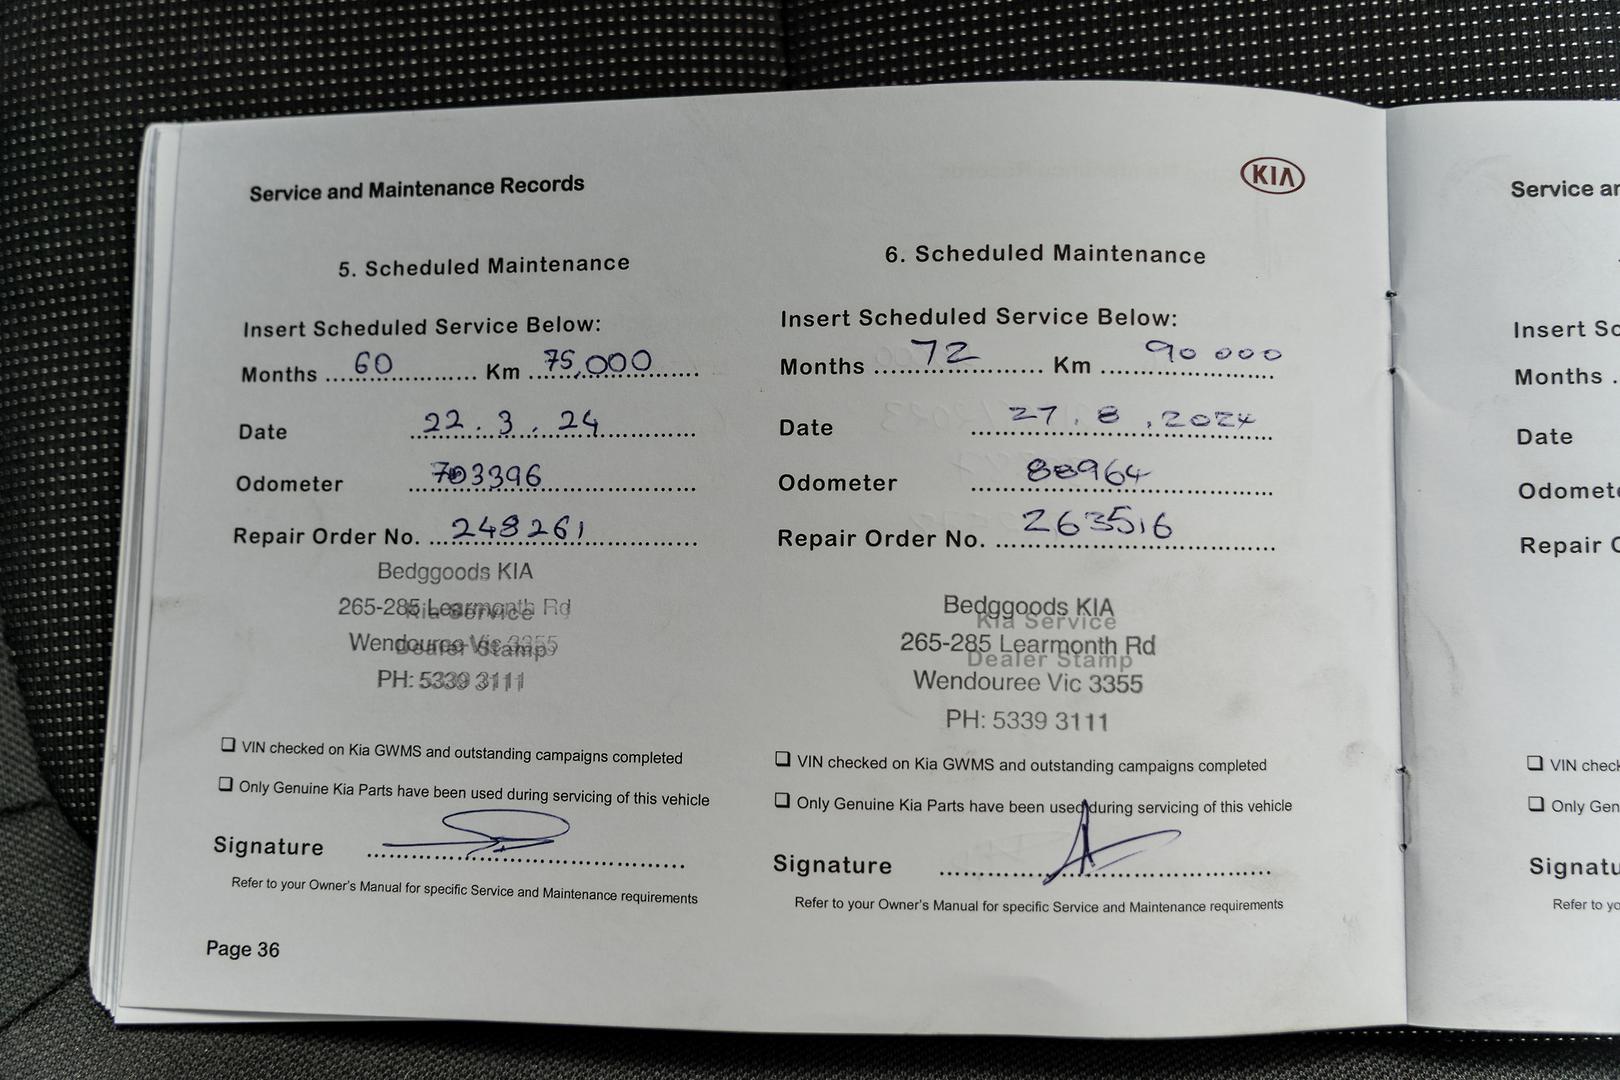 Service and Maintenance Records
KIA
5. Scheduled Maintenance
Insert Scheduled Service Below:
Months 60 Km 75,000
Date 22.3.24
Odometer 703396
Repair Order No. 248261
Bedggoods KIA
265-285 Learmonth Rd
Kia Service
Wendouree Vic 3355
Dealer Stamp
PH: 5339 3111
VIN checked on Kia GWMS and outstanding campaigns completed
Only Genuine Kia Parts have been used during servicing of this vehicle
Signature
Refer to your Owner's Manual for specific Service and Maintenance requirements
Page 36
6. Scheduled Maintenance
Insert Scheduled Service Below:
Months 72 Km 90 000
Date 27.8.2024
Odometer 88964
Repair Order No. 263516
Bedggoods KIA
Kia Service
265-285 Learmonth Rd
Dealer Stamp
Wendouree Vic 3355
PH: 5339 3111
VIN checked on Kia GWMS and outstanding campaigns completed
Only Genuine Kia Parts have been used during servicing of this vehicle
Signature
Refer to your Owner's Manual for specific Service and Maintenance requirements
Service ar
Insert Sc
Months
Date
Odomete
Repair O
VIN check
Only Gen
Signatu
Refer to yo